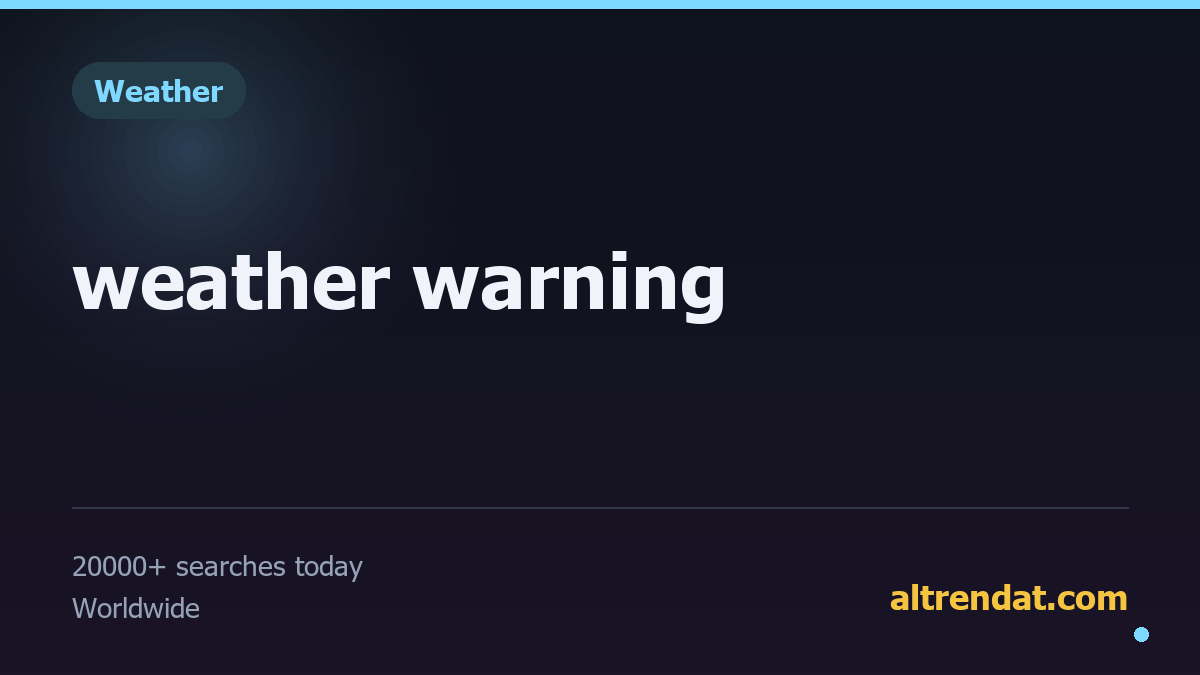 Weather
weather warning
20000+ searches today
Worldwide
altrendat.com